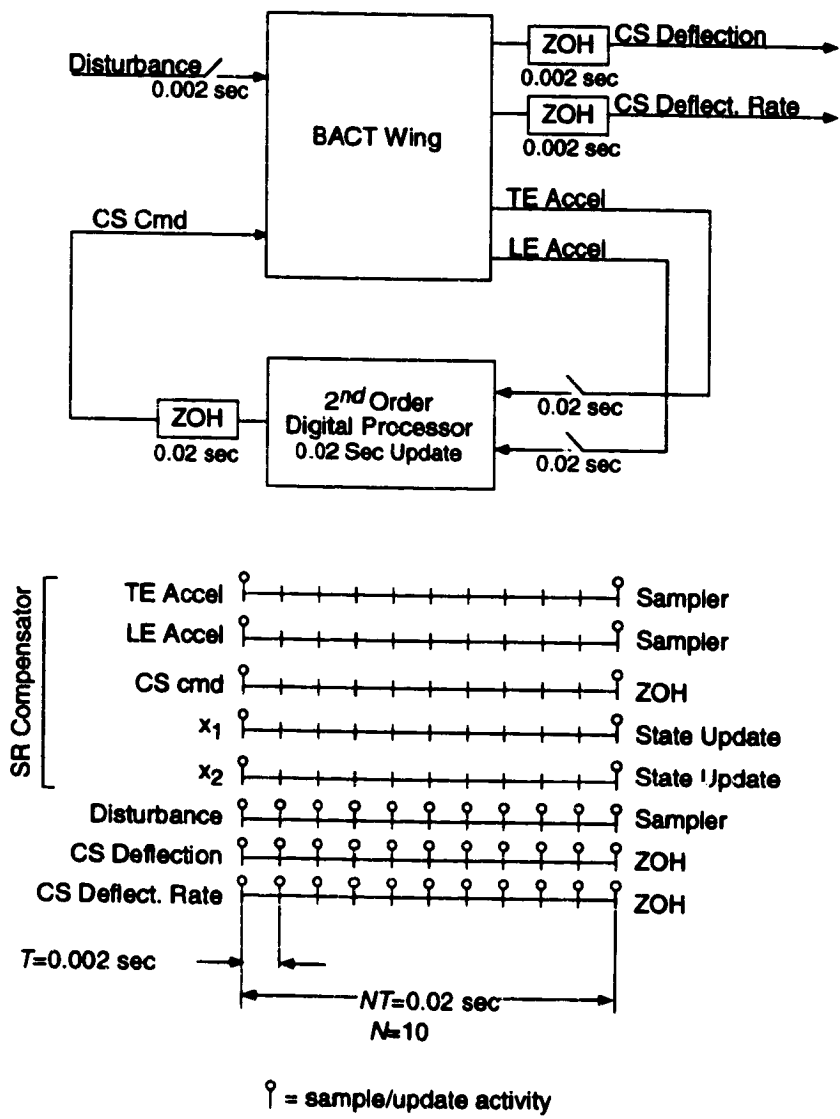 ZOH CS Deflection
0.002 sec
Disturbance
0.002 sec
ZOH CS Deflect. Rate
0.002 sec
BACT Wing
TE Accel
CS Cmd
LE Accel
2nd Order
Digital Processor
0.02 Sec Update
ZOH
0.02 sec
0.02 sec
0.02 sec
SR Compensator
TE Accel Sampler
LE Accel Sampler
CS cmd ZOH
x1 State Update
x2 State Update
Disturbance Sampler
CS Deflection ZOH
CS Deflect. Rate ZOH
T=0.002 sec
NT=0.02 sec
N=10
= sample/update activity